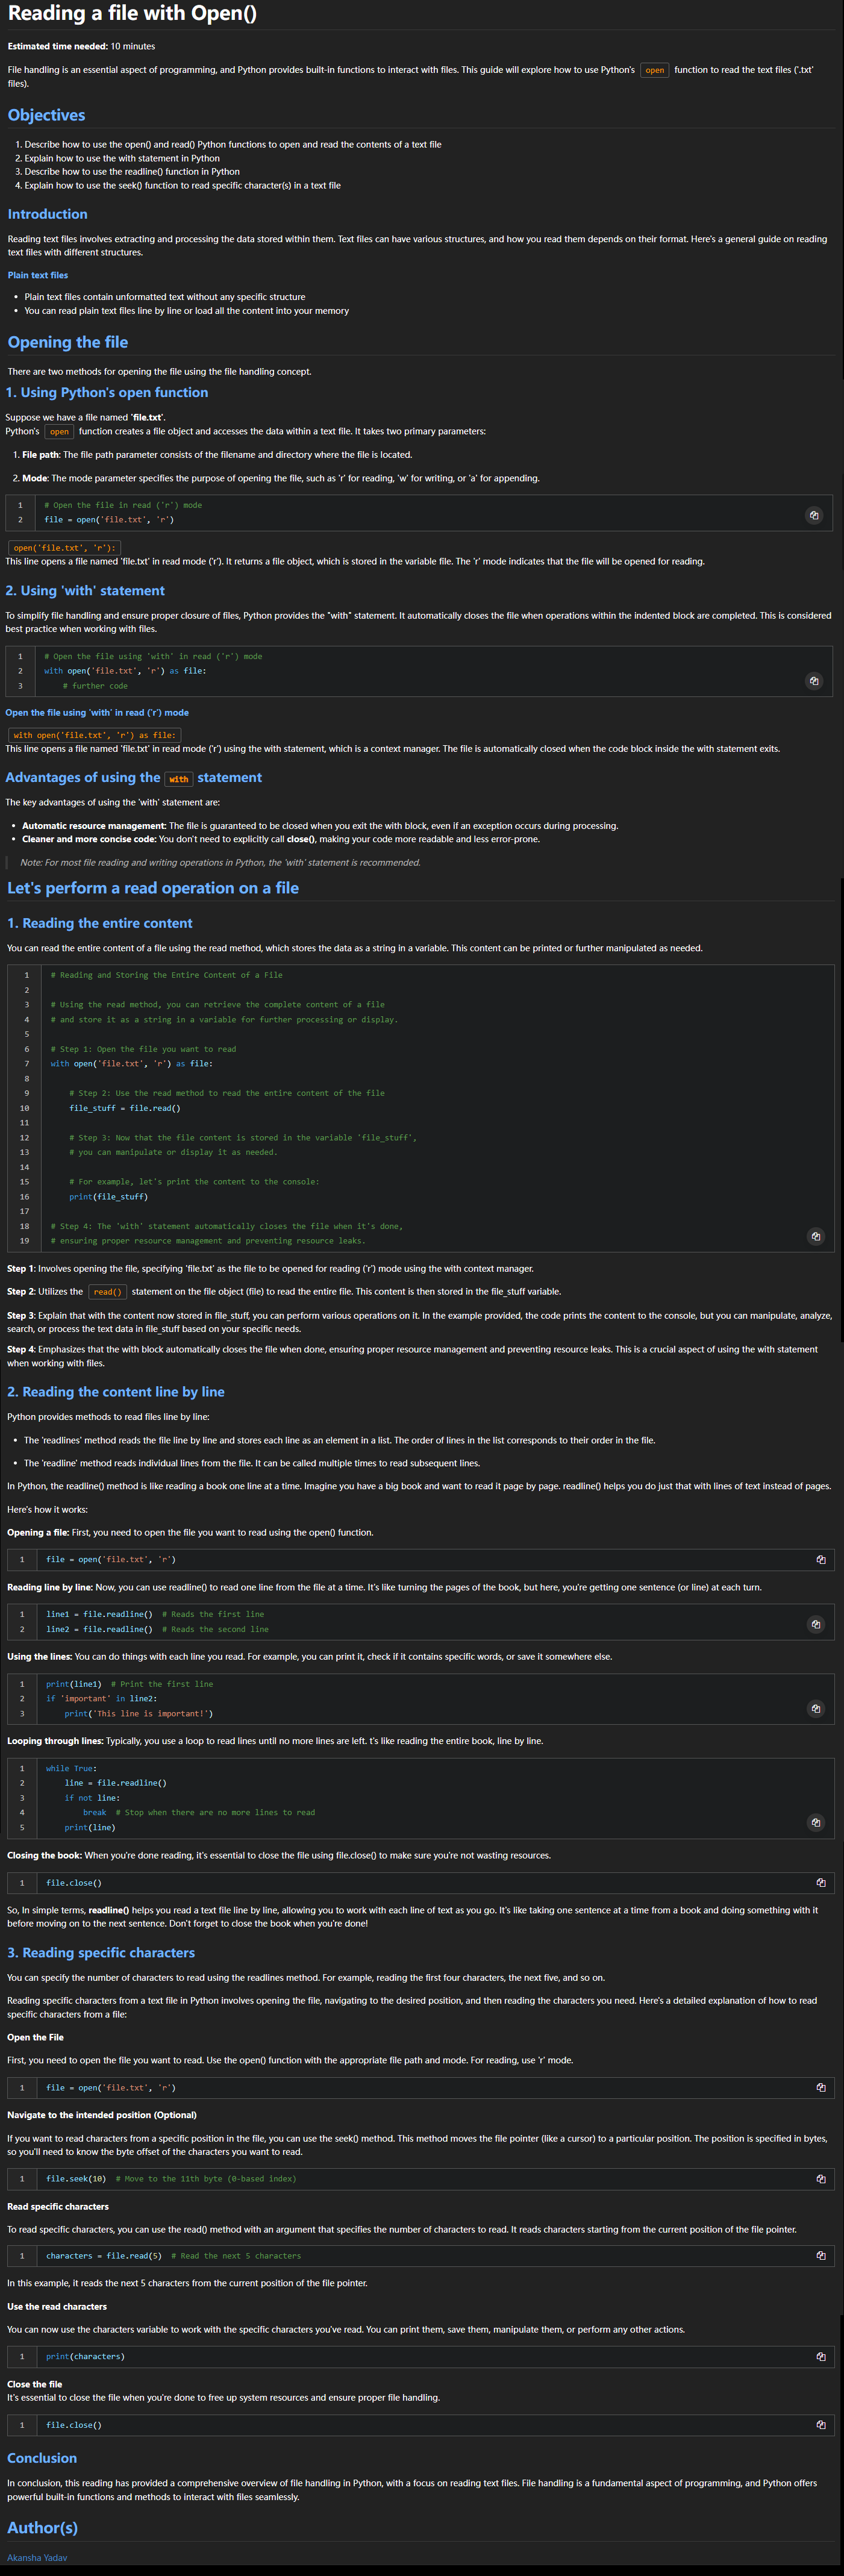 Reading a file with Open()
Estimated time needed: 10 minutes
File handling is an essential aspect of programming, and Python provides built-in functions to interact with files. This guide will explore how to use Python's open function to read the text files ('.txt'
files).
Objectives
1. Describe how to use the open() and read() Python functions to open and read the contents of a text file
2. Explain how to use the with statement in Python
3. Describe how to use the readline() function in Python
4. Explain how to use the seek() function to read specific character(s) in a text file
Introduction
Reading text files involves extracting and processing the data stored within them. Text files can have various structures, and how you read them depends on their format. Here's a general guide on reading
text files with different structures.
Plain text files
• Plain text files contain unformatted text without any specific structure
• You can read plain text files line by line or load all the content into your memory
Opening the file
There are two methods for opening the file using the file handling concept.
1. Using Python's open function
Suppose we have a file named 'file.txt'.
Python's open function creates a file object and accesses the data within a text file. It takes two primary parameters:
1. File path: The file path parameter consists of the filename and directory where the file is located.
2. Mode: The mode parameter specifies the purpose of opening the file, such as 'r' for reading, 'w' for writing, or 'a' for appending.
1 # Open the file in read ('r') mode
2 file = open('file.txt', 'r')
open('file.txt', 'r'):
This line opens a file named 'file.txt' in read mode ('r'). It returns a file object, which is stored in the variable file. The 'r' mode indicates that the file will be opened for reading.
2. Using 'with' statement
To simplify file handling and ensure proper closure of files, Python provides the "with" statement. It automatically closes the file when operations within the indented block are completed. This is considered
best practice when working with files.
1 # Open the file using 'with' in read ('r') mode
2 with open('file.txt', 'r') as file:
3     # further code
Open the file using 'with' in read ('r') mode
with open('file.txt', 'r') as file:
This line opens a file named 'file.txt' in read mode ('r') using the with statement, which is a context manager. The file is automatically closed when the code block inside the with statement exits.
Advantages of using the with statement
The key advantages of using the 'with' statement are:
• Automatic resource management: The file is guaranteed to be closed when you exit the with block, even if an exception occurs during processing.
• Cleaner and more concise code: You don't need to explicitly call close(), making your code more readable and less error-prone.
Note: For most file reading and writing operations in Python, the 'with' statement is recommended.
Let's perform a read operation on a file
1. Reading the entire content
You can read the entire content of a file using the read method, which stores the data as a string in a variable. This content can be printed or further manipulated as needed.
1 # Reading and Storing the Entire Content of a File
2
3 # Using the read method, you can retrieve the complete content of a file
4 # and store it as a string in a variable for further processing or display.
5
6 # Step 1: Open the file you want to read
7 with open('file.txt', 'r') as file:
8
9     # Step 2: Use the read method to read the entire content of the file
10     file_stuff = file.read()
11
12     # Step 3: Now that the file content is stored in the variable 'file_stuff',
13     # you can manipulate or display it as needed.
14
15     # For example, let's print the content to the console:
16     print(file_stuff)
17
18 # Step 4: The 'with' statement automatically closes the file when it's done,
19 # ensuring proper resource management and preventing resource leaks.
Step 1: Involves opening the file, specifying 'file.txt' as the file to be opened for reading ('r') mode using the with context manager.
Step 2: Utilizes the read() statement on the file object (file) to read the entire file. This content is then stored in the file_stuff variable.
Step 3: Explain that with the content now stored in file_stuff, you can perform various operations on it. In the example provided, the code prints the content to the console, but you can manipulate, analyze,
search, or process the text data in file_stuff based on your specific needs.
Step 4: Emphasizes that the with block automatically closes the file when done, ensuring proper resource management and preventing resource leaks. This is a crucial aspect of using the with statement
when working with files.
2. Reading the content line by line
Python provides methods to read files line by line:
• The 'readlines' method reads the file line by line and stores each line as an element in a list. The order of lines in the list corresponds to their order in the file.
• The 'readline' method reads individual lines from the file. It can be called multiple times to read subsequent lines.
In Python, the readline() method is like reading a book one line at a time. Imagine you have a big book and want to read it page by page. readline() helps you do just that with lines of text instead of pages.
Here's how it works:
Opening a file: First, you need to open the file you want to read using the open() function.
1 file = open('file.txt', 'r')
Reading line by line: Now, you can use readline() to read one line from the file at a time. It's like turning the pages of the book, but here, you're getting one sentence (or line) at each turn.
1 line1 = file.readline()  # Reads the first line
2 line2 = file.readline()  # Reads the second line
Using the lines: You can do things with each line you read. For example, you can print it, check if it contains specific words, or save it somewhere else.
1 print(line1)  # Print the first line
2 if 'important' in line2:
3     print('This line is important!')
Looping through lines: Typically, you use a loop to read lines until no more lines are left. t's like reading the entire book, line by line.
1 while True:
2     line = file.readline()
3     if not line:
4         break  # Stop when there are no more lines to read
5     print(line)
Closing the book: When you're done reading, it's essential to close the file using file.close() to make sure you're not wasting resources.
1 file.close()
So, In simple terms, readline() helps you read a text file line by line, allowing you to work with each line of text as you go. It's like taking one sentence at a time from a book and doing something with it
before moving on to the next sentence. Don't forget to close the book when you're done!
3. Reading specific characters
You can specify the number of characters to read using the readlines method. For example, reading the first four characters, the next five, and so on.
Reading specific characters from a text file in Python involves opening the file, navigating to the desired position, and then reading the characters you need. Here's a detailed explanation of how to read
specific characters from a file:
Open the File
First, you need to open the file you want to read. Use the open() function with the appropriate file path and mode. For reading, use 'r' mode.
1 file = open('file.txt', 'r')
Navigate to the intended position (Optional)
If you want to read characters from a specific position in the file, you can use the seek() method. This method moves the file pointer (like a cursor) to a particular position. The position is specified in bytes,
so you'll need to know the byte offset of the characters you want to read.
1 file.seek(10)  # Move to the 11th byte (0-based index)
Read specific characters
To read specific characters, you can use the read() method with an argument that specifies the number of characters to read. It reads characters starting from the current position of the file pointer.
1 characters = file.read(5)  # Read the next 5 characters
In this example, it reads the next 5 characters from the current position of the file pointer.
Use the read characters
You can now use the characters variable to work with the specific characters you've read. You can print them, save them, manipulate them, or perform any other actions.
1 print(characters)
Close the file
It's essential to close the file when you're done to free up system resources and ensure proper file handling.
1 file.close()
Conclusion
In conclusion, this reading has provided a comprehensive overview of file handling in Python, with a focus on reading text files. File handling is a fundamental aspect of programming, and Python offers
powerful built-in functions and methods to interact with files seamlessly.
Author(s)
Akansha Yadav